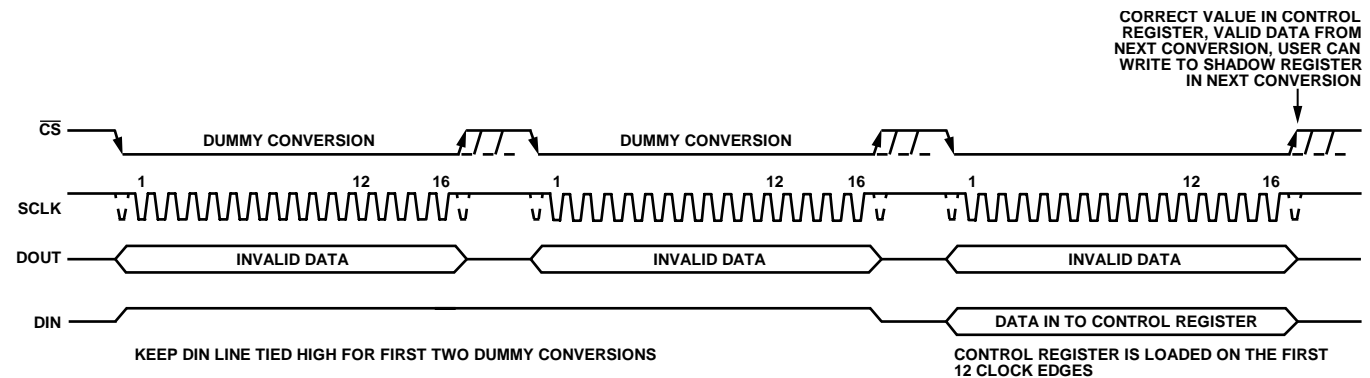 CORRECT VALUE IN CONTROL
REGISTER, VALID DATA FROM
NEXT CONVERSION, USER CAN
WRITE TO SHADOW REGISTER
IN NEXT CONVERSION
CS
DUMMY CONVERSION
DUMMY CONVERSION
1
12
16
1
12
16
1
12
16
SCLK
DOUT
INVALID DATA
INVALID DATA
INVALID DATA
DIN
DATA IN TO CONTROL REGISTER
KEEP DIN LINE TIED HIGH FOR FIRST TWO DUMMY CONVERSIONS
CONTROL REGISTER IS LOADED ON THE FIRST
12 CLOCK EDGES